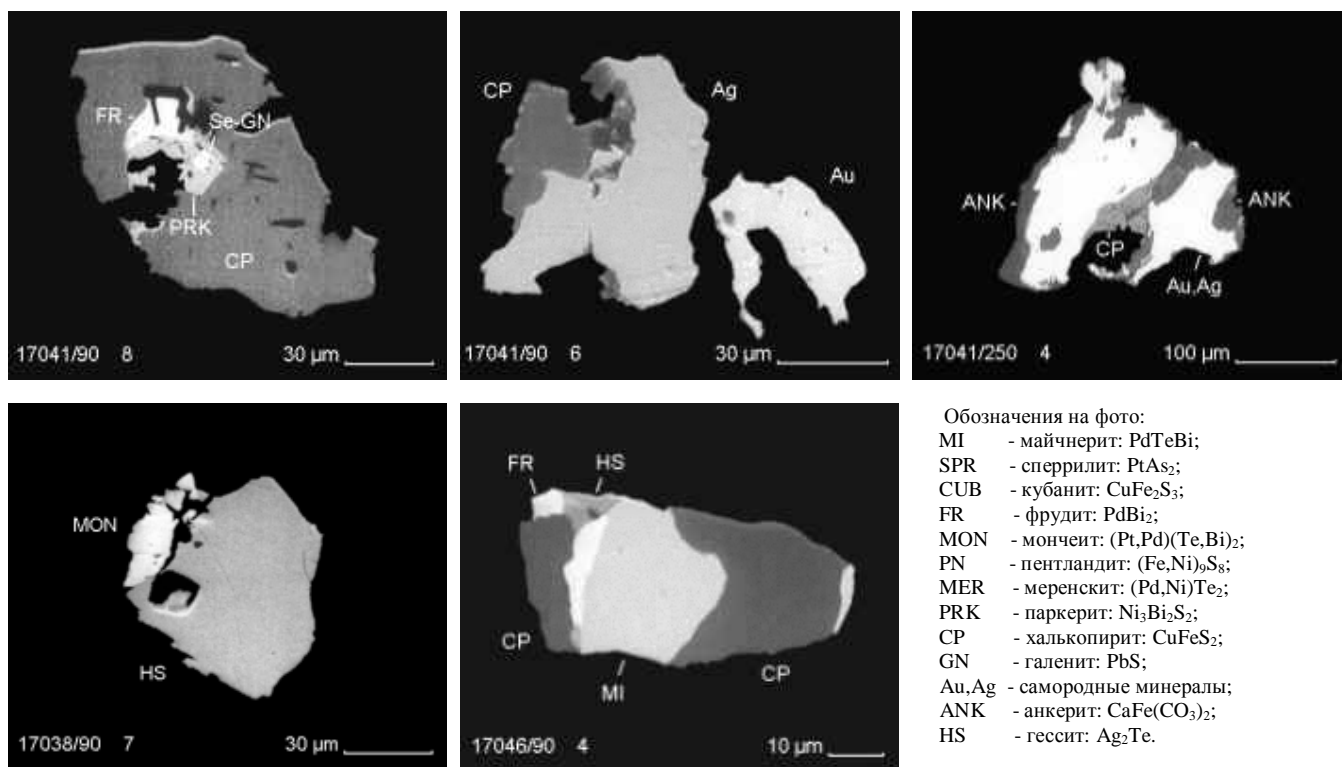 FR
Se-GN
PRK
CP
17041/90 8 30 µm
CP
Ag
Au
17041/90 6 30 µm
ANK
ANK
CP
Au,Ag
17041/250 4 100 µm
MON
HS
17038/90 7 30 µm
FR HS
CP CP
MI
17046/90 4 10 µm
Обозначения на фото:
MI - майчнерит: PdTeBi;
SPR - сперрилит: PtAs₂;
CUB - кубанит: CuFe₂S₃;
FR - фрудит: PdBi₂;
MON - мончеит: (Pt,Pd)(Te,Bi)₂;
PN - пентландит: (Fe,Ni)₉S₈;
MER - меренскит: (Pd,Ni)Te₂;
PRK - паркерит: Ni₃Bi₂S₂;
CP - халькопирит: CuFeS₂;
GN - галенит: PbS;
Au,Ag - самородные минералы;
ANK - анкерит: CaFe(CO₃)₂;
HS - гессит: Ag₂Te.